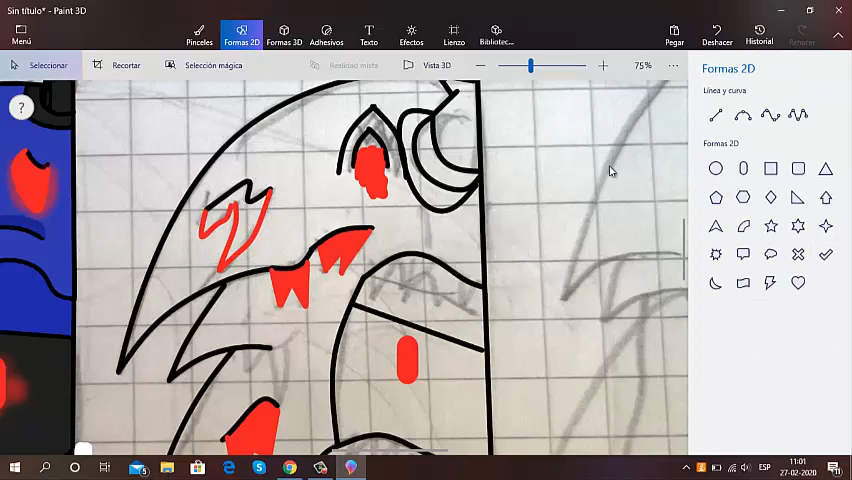 Sin título* - Paint 3D
Menú
Pinceles
Formas 2D
Formas 3D
Adhesivos
Texto
Efectos
Lienzo
Bibliotec...
Pegar
Deshacer
Historial
Rehacer
Seleccionar
Recortar
Selección mágica
Realidad mixta
Vista 3D
75%
Formas 2D
Línea y curva
Formas 2D
?
5
ESP
11:01
27-02-2020
11